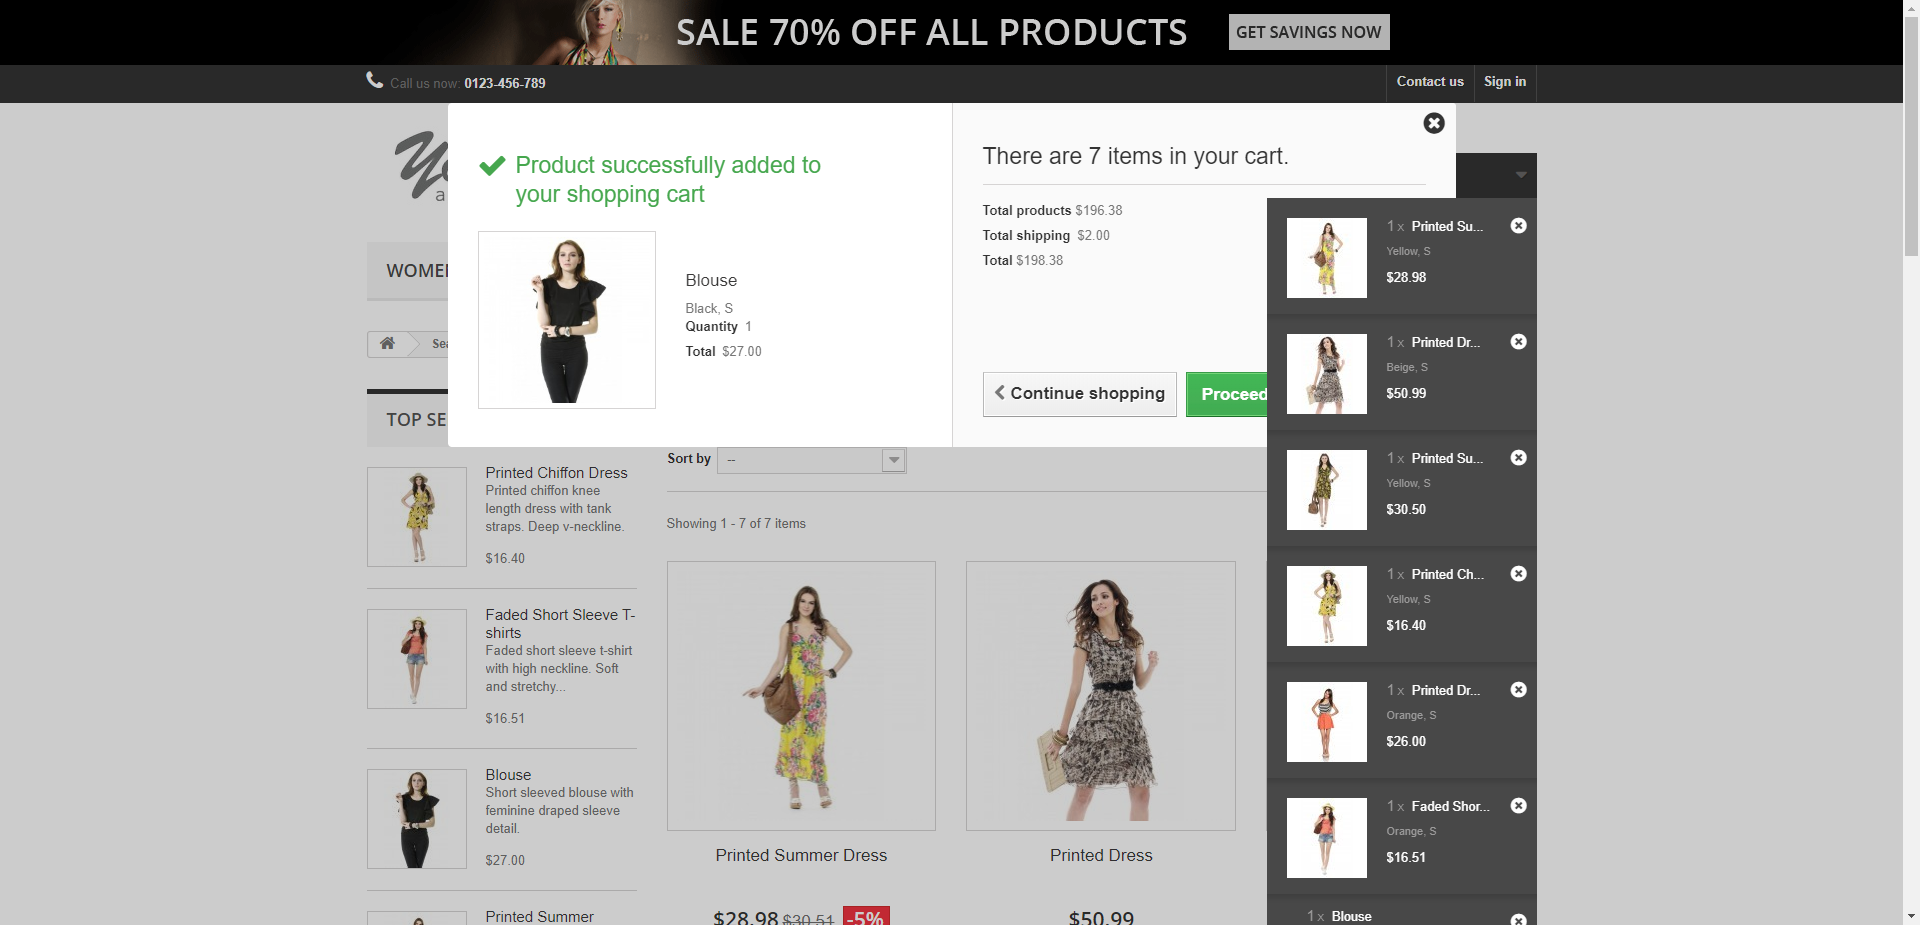 SALE 70% OFF ALL PRODUCTS
GET SAVINGS NOW
Call us now: 0123-456-789
Contact us
Sign in
Product successfully added to
your shopping cart
Blouse
Black, S
Quantity 1
Total $27.00
There are 7 items in your cart.
Total products $196.38
Total shipping $2.00
Total $198.38
Continue shopping
Proceed
1 x Printed Su...
Yellow, S
$28.98
1 x Printed Dr...
Beige, S
$50.99
1 x Printed Su...
Yellow, S
$30.50
1 x Printed Ch...
Yellow, S
$16.40
1 x Printed Dr...
Orange, S
$26.00
1 x Faded Shor...
Orange, S
$16.51
1 x Blouse
TOP SE
Printed Chiffon Dress
Printed chiffon knee
length dress with tank
straps. Deep v-neckline.
$16.40
Faded Short Sleeve T-
shirts
Faded short sleeve t-shirt
with high neckline. Soft
and stretchy...
$16.51
Blouse
Short sleeved blouse with
feminine draped sleeve
detail.
$27.00
Printed Summer
Sort by --
Showing 1 - 7 of 7 items
Printed Summer Dress
$28.98 $30.51 -5%
Printed Dress
$50.99